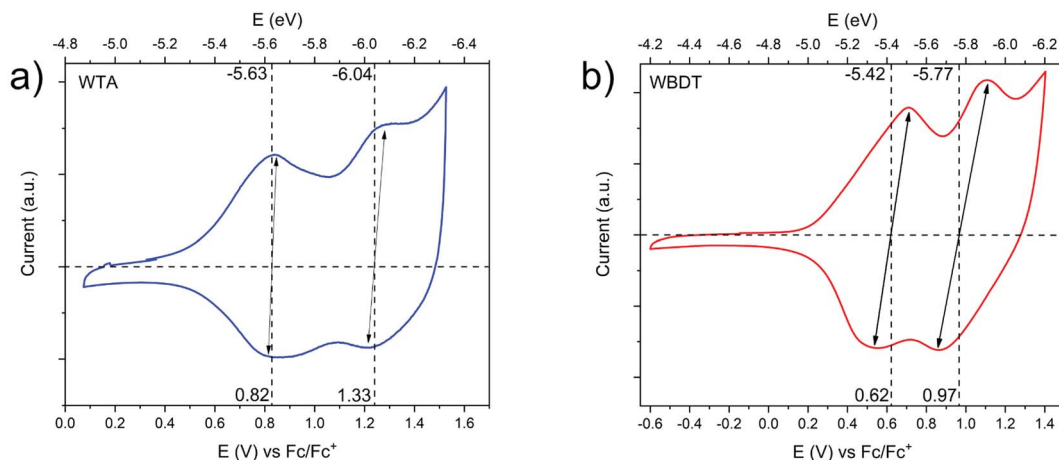 a)
E (eV)
-4.8 -5.0 -5.2 -5.4 -5.6 -5.8 -6.0 -6.2 -6.4
WTA
-5.63 -6.04
Current (a.u.)
0.82 1.33
0.0 0.2 0.4 0.6 0.8 1.0 1.2 1.4 1.6
E (V) vs Fc/Fc⁺
b)
E (eV)
-4.2 -4.4 -4.6 -4.8 -5.0 -5.2 -5.4 -5.6 -5.8 -6.0 -6.2
WBDT
-5.42 -5.77
Current (a.u.)
0.62 0.97
-0.6 -0.4 -0.2 0.0 0.2 0.4 0.6 0.8 1.0 1.2 1.4
E (V) vs Fc/Fc⁺